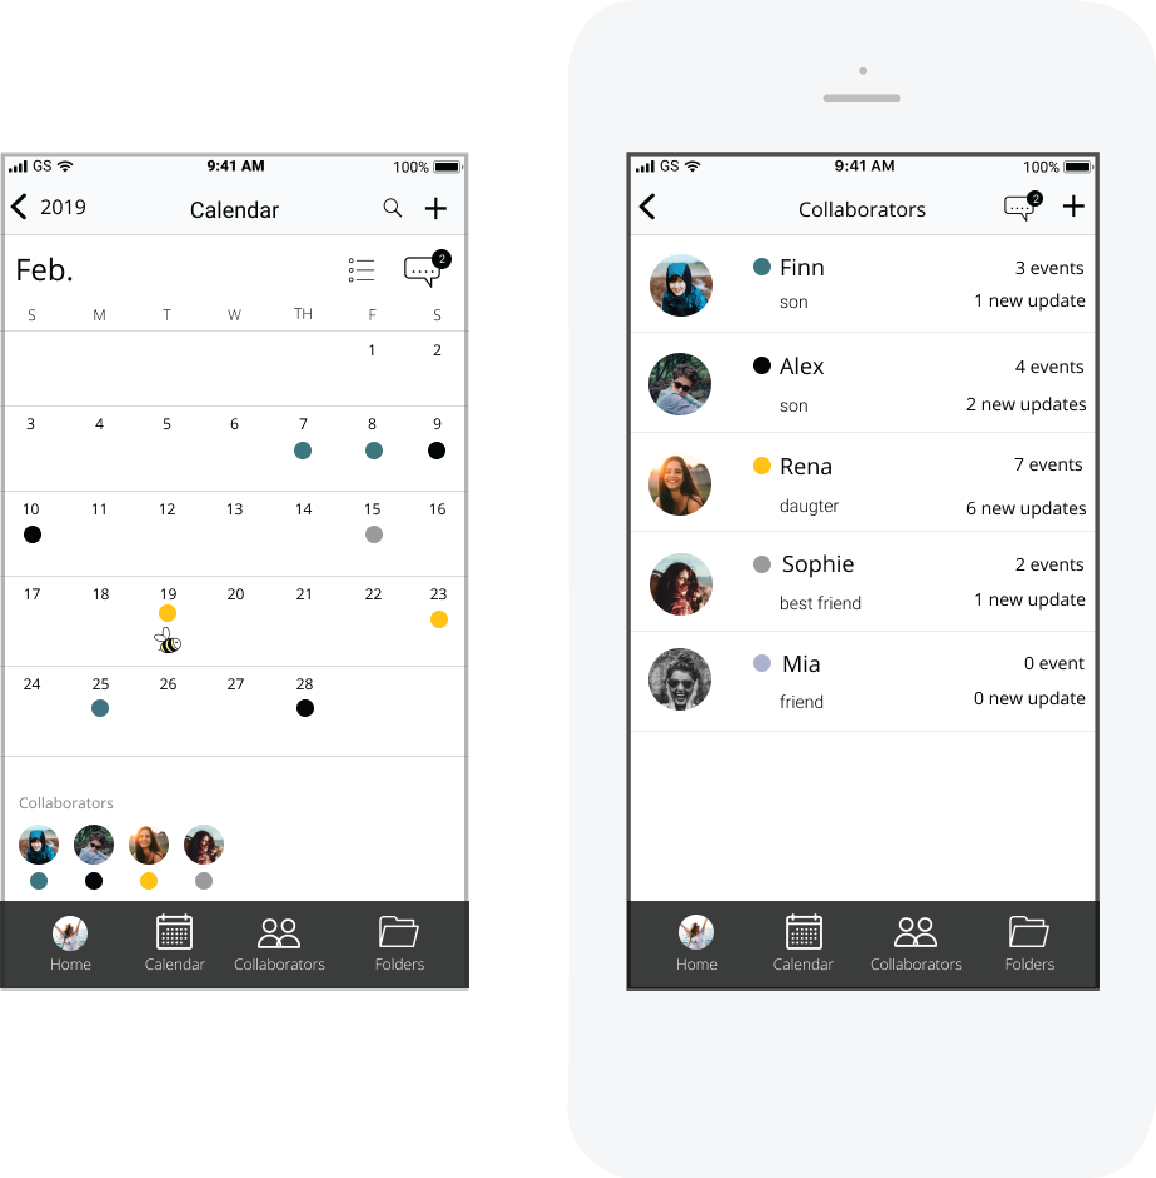 GS 9:41 AM 100%
2019 Calendar
Feb. 2
S M T W TH F S
1 2
3 4 5 6 7 8 9
10 11 12 13 14 15 16
17 18 19 20 21 22 23
24 25 26 27 28
Collaborators
Home Calendar Collaborators Folders
GS 9:41 AM 100%
Collaborators 2
Finn 3 events
son 1 new update
Alex 4 events
son 2 new updates
Rena 7 events
daugter 6 new updates
Sophie 2 events
best friend 1 new update
Mia 0 event
friend 0 new update
Home Calendar Collaborators Folders